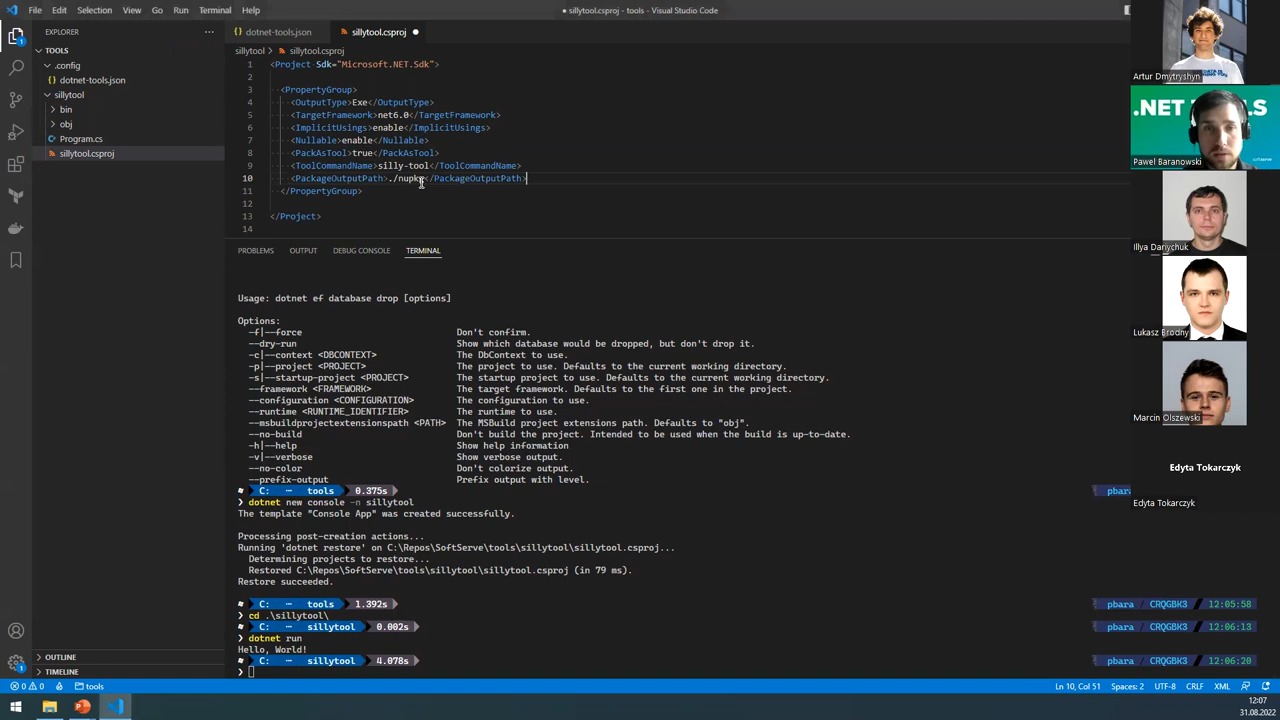 File Edit Selection View Go Run Terminal Help
● sillytool.csproj - tools - Visual Studio Code
EXPLORER ···
TOOLS
.config
dotnet-tools.json
sillytool
bin
obj
Program.cs
sillytool.csproj
OUTLINE
TIMELINE
dotnet-tools.json sillytool.csproj ●
sillytool > sillytool.csproj
1 <Project Sdk="Microsoft.NET.Sdk">
2
3 <PropertyGroup>
4 <OutputType>Exe</OutputType>
5 <TargetFramework>net6.0</TargetFramework>
6 <ImplicitUsings>enable</ImplicitUsings>
7 <Nullable>enable</Nullable>
8 <PackAsTool>true</PackAsTool>
9 <ToolCommandName>silly-tool</ToolCommandName>
10 <PackageOutputPath>./nupkg</PackageOutputPath>
11 </PropertyGroup>
12
13 </Project>
14
PROBLEMS OUTPUT DEBUG CONSOLE TERMINAL
Usage: dotnet ef database drop [options]
Options:
-f|--force Don't confirm.
--dry-run Show which database would be dropped, but don't drop it.
-c|--context <DBCONTEXT> The DbContext to use.
-p|--project <PROJECT> The project to use. Defaults to the current working directory.
-s|--startup-project <PROJECT> The startup project to use. Defaults to the current working directory.
--framework <FRAMEWORK> The target framework. Defaults to the first one in the project.
--configuration <CONFIGURATION> The configuration to use.
--runtime <RUNTIME_IDENTIFIER> The runtime to use.
--msbuildprojectextensionspath <PATH> The MSBuild project extensions path. Defaults to "obj".
--no-build Don't build the project. Intended to be used when the build is up-to-date.
-h|--help Show help information
-v|--verbose Show verbose output.
--no-color Don't colorize output.
--prefix-output Prefix output with level.
C: ⋯ tools 0.375s pbara
❯ dotnet new console -n sillytool
The template "Console App" was created successfully.
Processing post-creation actions...
Running 'dotnet restore' on C:\Repos\SoftServe\tools\sillytool\sillytool.csproj...
Determining projects to restore...
Restored C:\Repos\SoftServe\tools\sillytool\sillytool.csproj (in 79 ms).
Restore succeeded.
C: ⋯ tools 1.392s pbara / CRQGBK3 12:05:58
❯ cd .\sillytool\
C: ⋯ sillytool 0.002s pbara / CRQGBK3 12:06:13
❯ dotnet run
Hello, World!
C: ⋯ sillytool 4.078s pbara / CRQGBK3 12:06:20
❯
Artur Dmytryshyn
.NET TOOLS
Pawel Baranowski
Illya Danychuk
Lukasz Brodny
Marcin Olszewski
Edyta Tokarczyk
Edyta Tokarczyk
0 0 tools Ln 10, Col 51 Spaces: 2 UTF-8 CRLF XML
12:07
31.08.2022